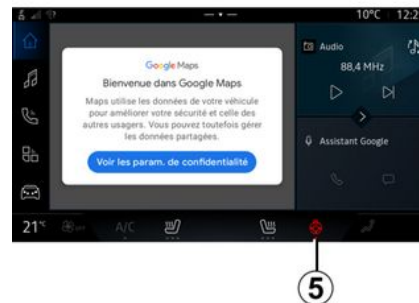 10°C 12:2
Google Maps
Bienvenue dans Google Maps
Maps utilise les données de votre véhicule
pour améliorer votre sécurité et celle des
autres usagers. Vous pouvez toutefois gérer
les données partagées.
Voir les param. de confidentialité
Audio
88,4 MHz
Assistant Google
21°C
OFF
A/C
5